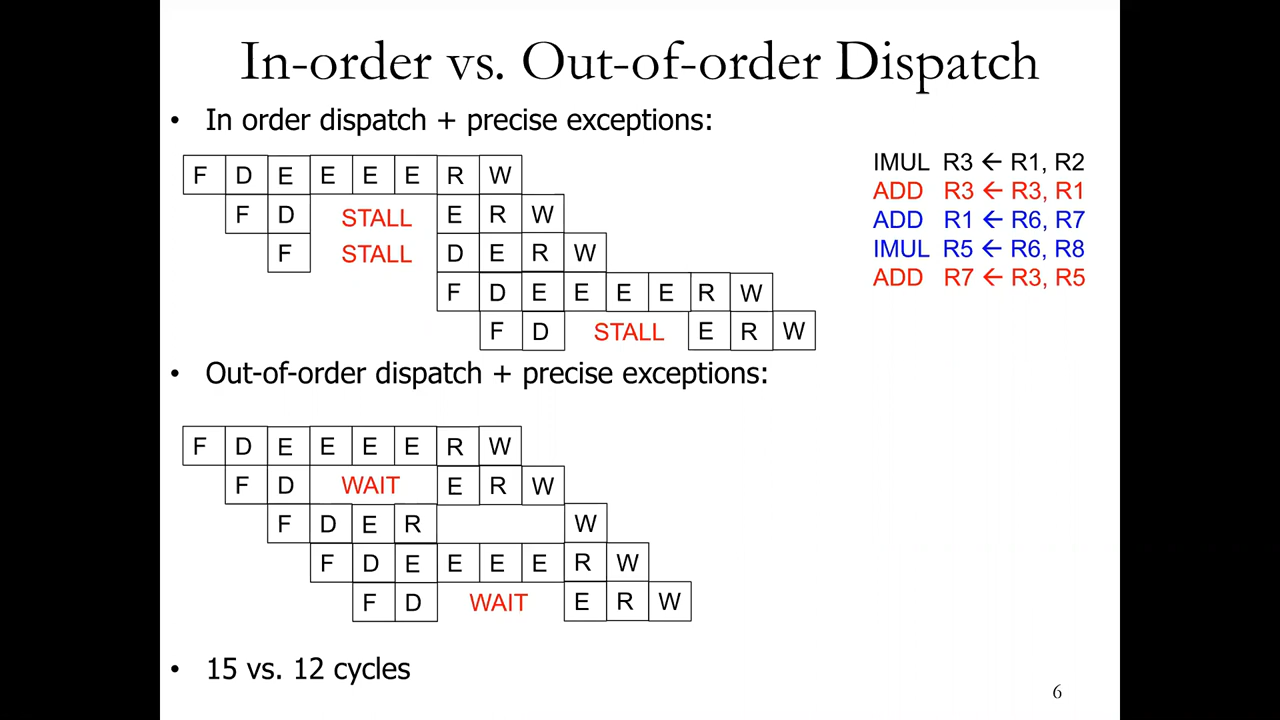 In-order vs. Out-of-order Dispatch
• In order dispatch + precise exceptions:
F D E E E E R W
F D STALL E R W
F STALL D E R W
F D E E E E R W
F D STALL E R W
IMUL R3 ← R1, R2
ADD R3 ← R3, R1
ADD R1 ← R6, R7
IMUL R5 ← R6, R8
ADD R7 ← R3, R5
• Out-of-order dispatch + precise exceptions:
F D E E E E R W
F D WAIT E R W
F D E R W
F D E E E E R W
F D WAIT E R W
• 15 vs. 12 cycles
6